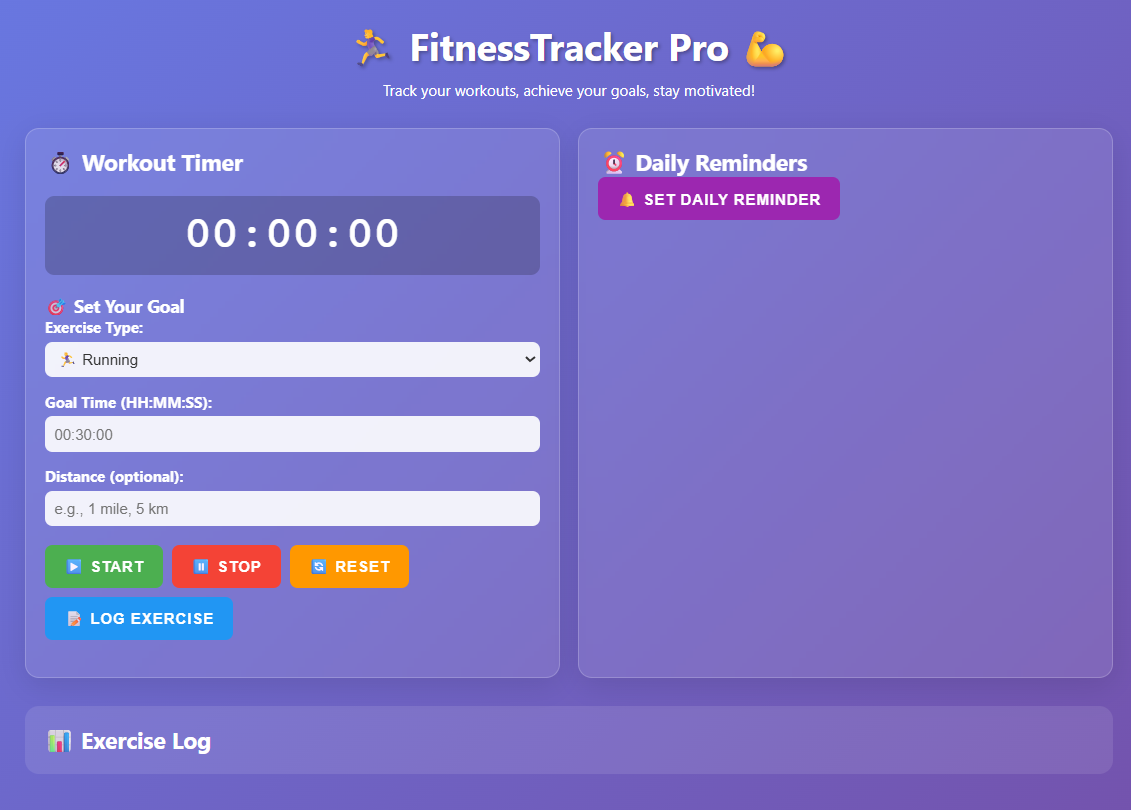 FitnessTracker Pro
Track your workouts, achieve your goals, stay motivated!
Workout Timer
00:00:00
Set Your Goal
Exercise Type:
Running
Goal Time (HH:MM:SS):
00:30:00
Distance (optional):
e.g., 1 mile, 5 km
START STOP RESET
LOG EXERCISE
Daily Reminders
SET DAILY REMINDER
Exercise Log